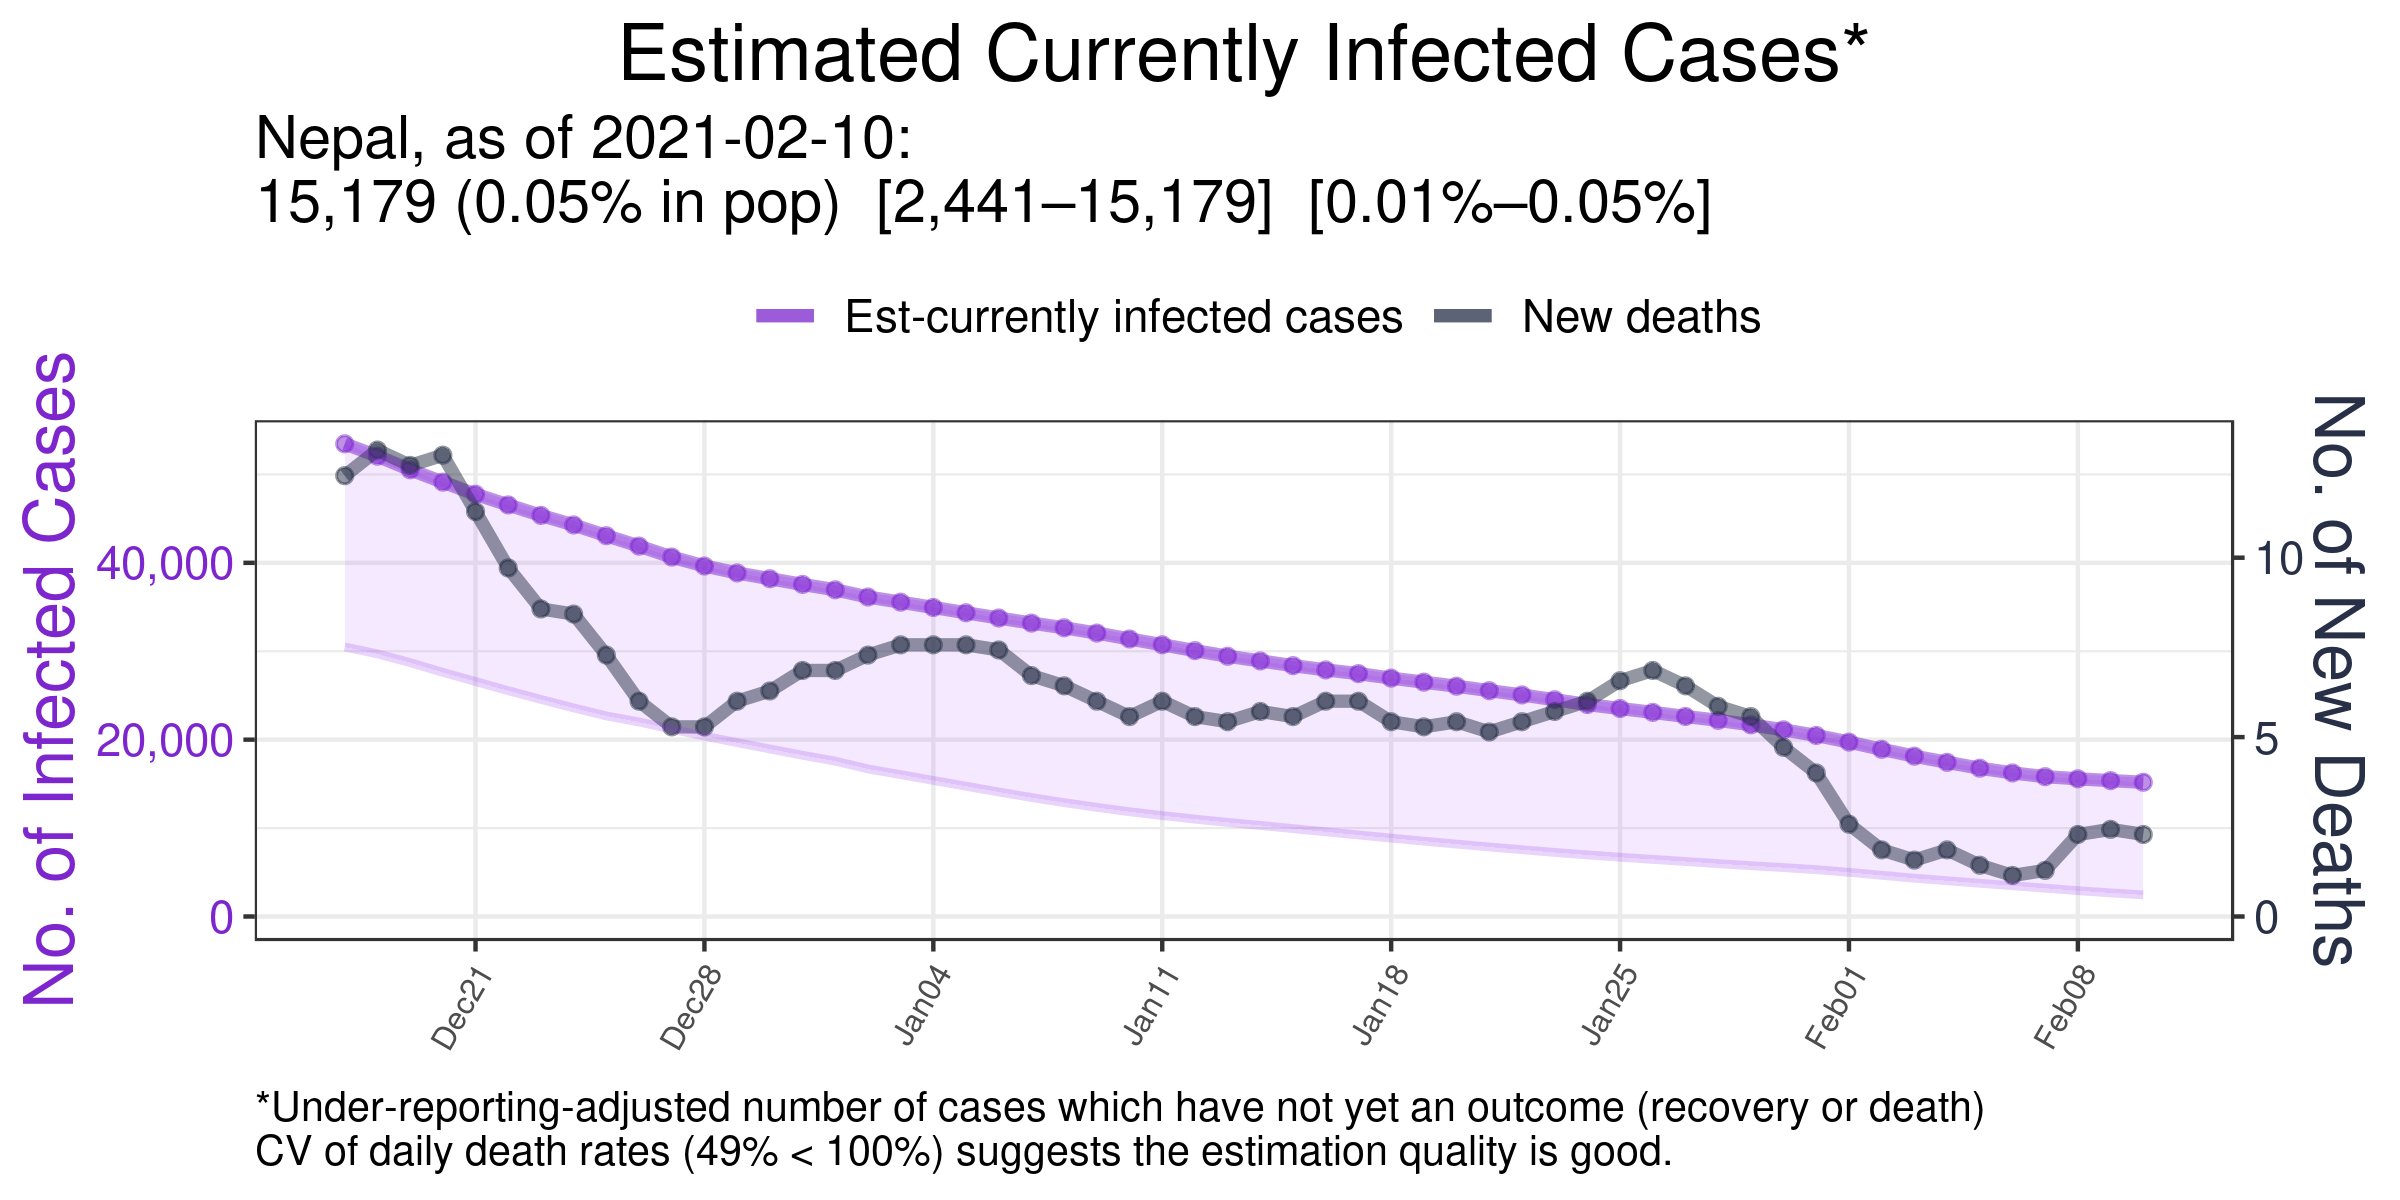 Estimated Currently Infected Cases*
Nepal, as of 2021-02-10:
15,179 (0.05% in pop) [2,441–15,179] [0.01%–0.05%]
Est-currently infected cases
New deaths
No. of Infected Cases
40,000
20,000
0
10
5
0
No. of New Deaths
Dec21
Dec28
Jan04
Jan11
Jan18
Jan25
Feb01
Feb08
*Under-reporting-adjusted number of cases which have not yet an outcome (recovery or death)
CV of daily death rates (49% < 100%) suggests the estimation quality is good.